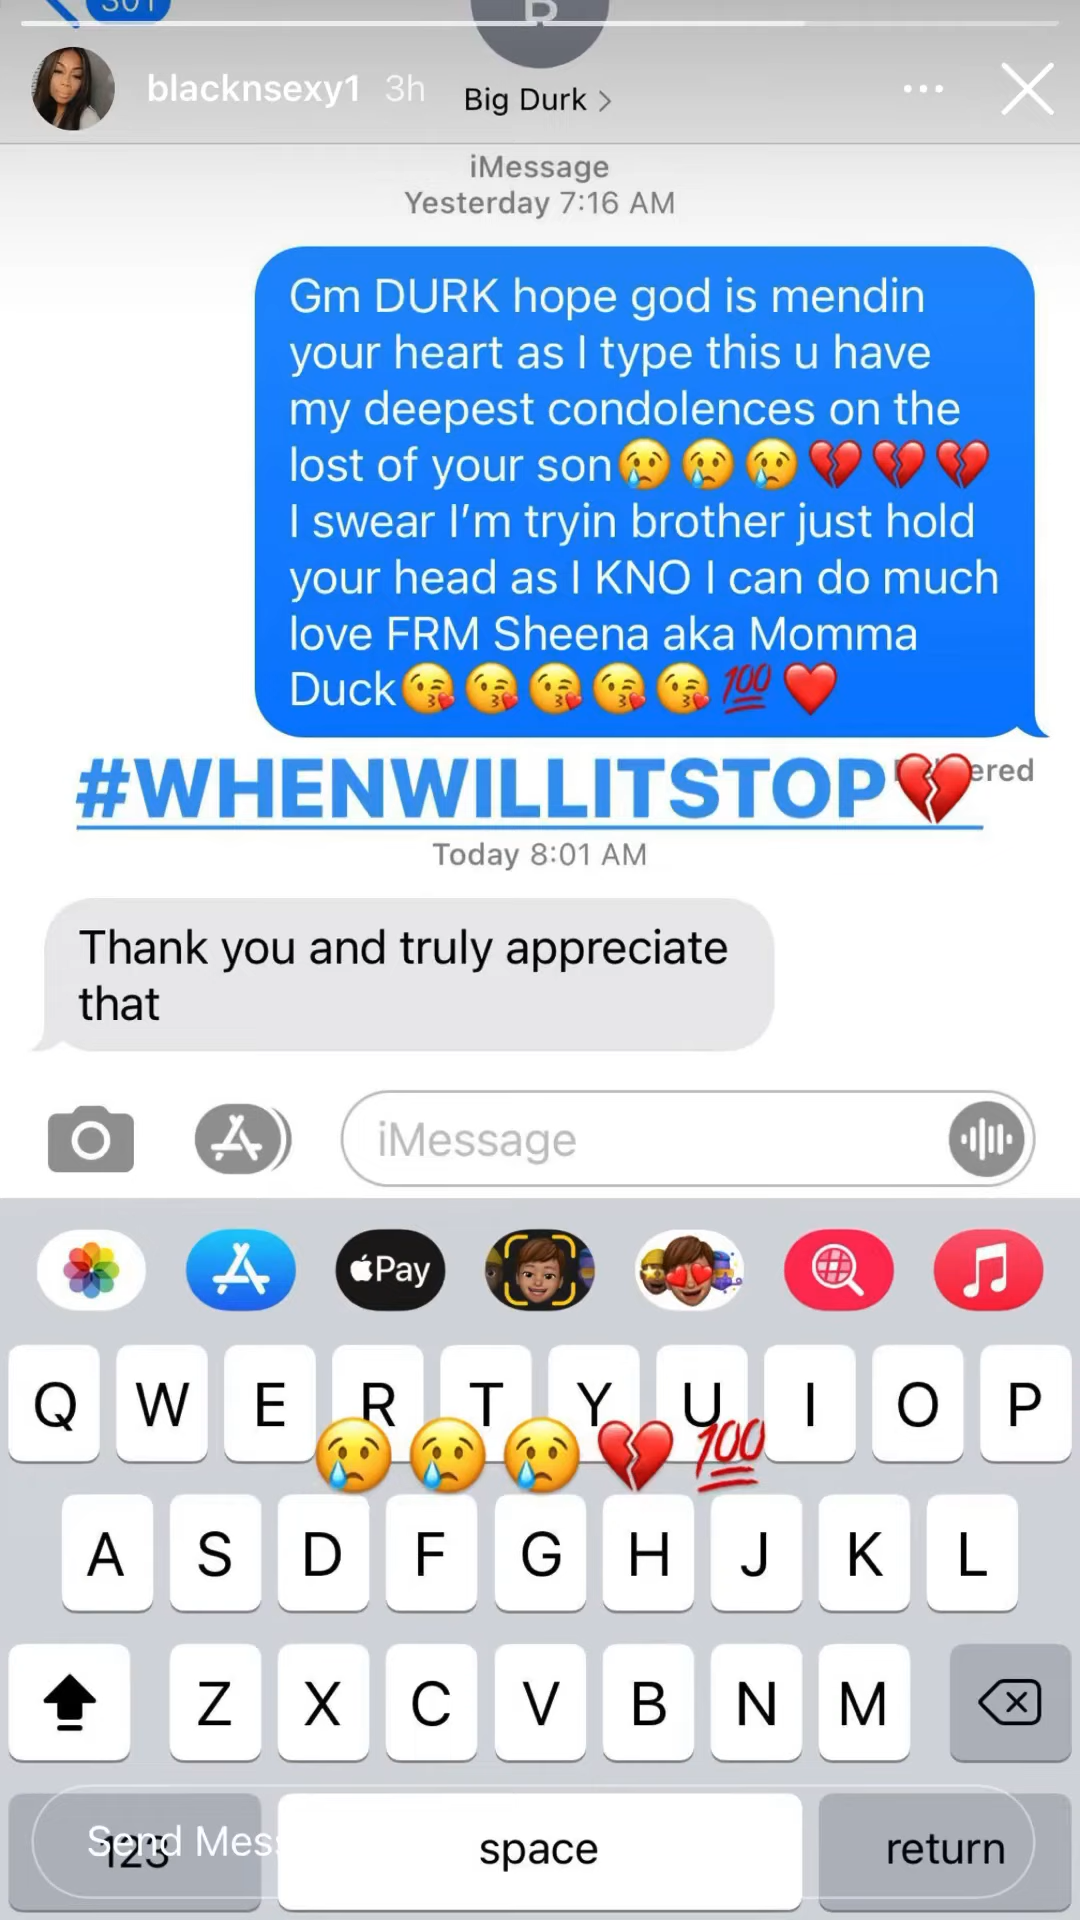 301
B
blacknsexy1 3h
Big Durk
iMessage
Yesterday 7:16 AM
Gm DURK hope god is mendin
your heart as I type this u have
my deepest condolences on the
lost of your son😢😢😢💔💔💔
I swear I'm tryin brother just hold
your head as I KNO I can do much
love FRM Sheena aka Momma
Duck😘😘😘😘😘💯❤️
#WHENWILLITSTOP💔
Today 8:01 AM
Thank you and truly appreciate
that
iMessage
Pay
Q W E R T Y U I O P
😢😢😢💔💯
A S D F G H J K L
Z X C V B N M
Send
123
space
return